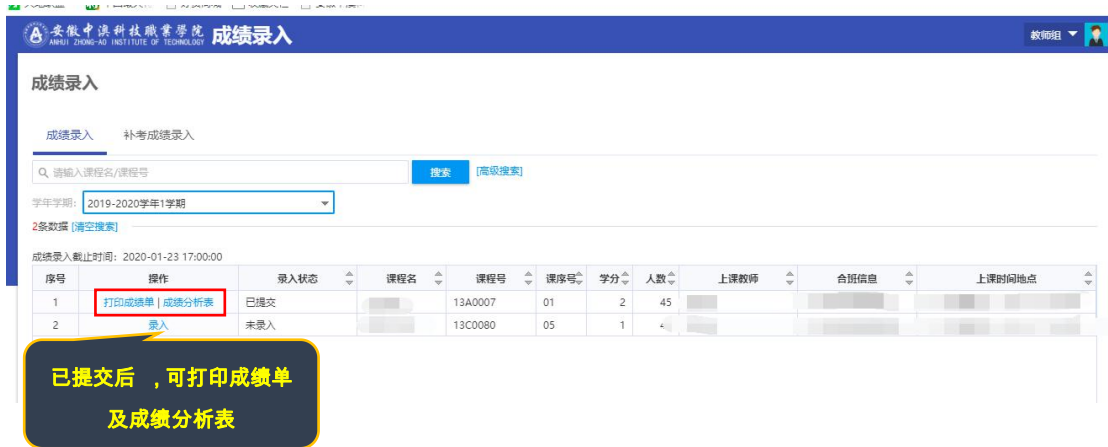 安徽中澳科技職業學院 成绩录入
ANHUI ZHONG-AO INSTITUTE OF TECHNOLOGY
教师组
成绩录入
成绩录入 补考成绩录入
请输入课程名/课程号 搜索 [高级搜索]
学年学期: 2019-2020学年1学期
2条数据 [清空搜索]
成绩录入截止时间: 2020-01-23 17:00:00
序号 操作 录入状态 课程名 课程号 课序号 学分 人数 上课教师 合班信息 上课时间地点
1 打印成绩单 | 成绩分析表 已提交 13A0007 01 2 45
2 录入 未录入 13C0080 05 1
已提交后 ,可打印成绩单
及成绩分析表